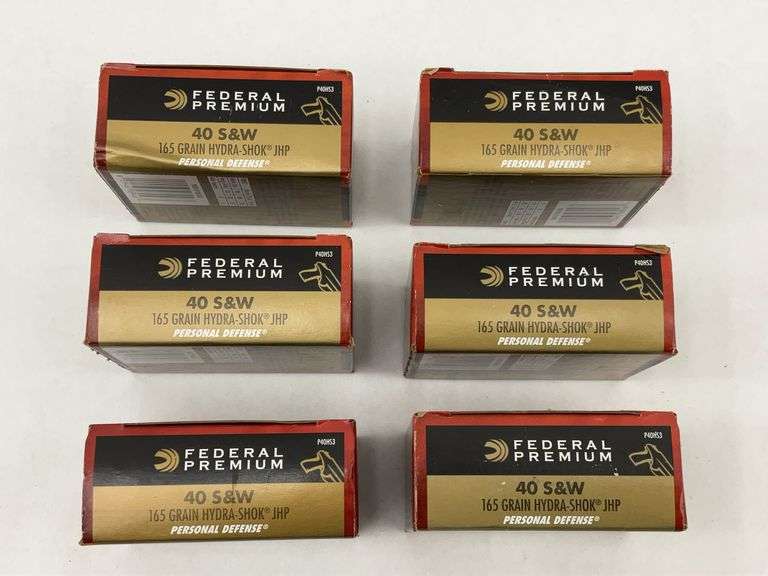 FEDERAL
PREMIUM
P40HS3
40 S&W
165 GRAIN HYDRA-SHOK® JHP
PERSONAL DEFENSE®
FEDERAL
PREMIUM
P40HS3
40 S&W
165 GRAIN HYDRA-SHOK® JHP
PERSONAL DEFENSE®
FEDERAL
PREMIUM
P40HS3
40 S&W
165 GRAIN HYDRA-SHOK® JHP
PERSONAL DEFENSE®
FEDERAL
PREMIUM
P40HS3
40 S&W
165 GRAIN HYDRA-SHOK® JHP
PERSONAL DEFENSE®
FEDERAL
PREMIUM
P40HS3
40 S&W
165 GRAIN HYDRA-SHOK® JHP
PERSONAL DEFENSE®
FEDERAL
PREMIUM
P40HS3
40 S&W
165 GRAIN HYDRA-SHOK® JHP
PERSONAL DEFENSE®